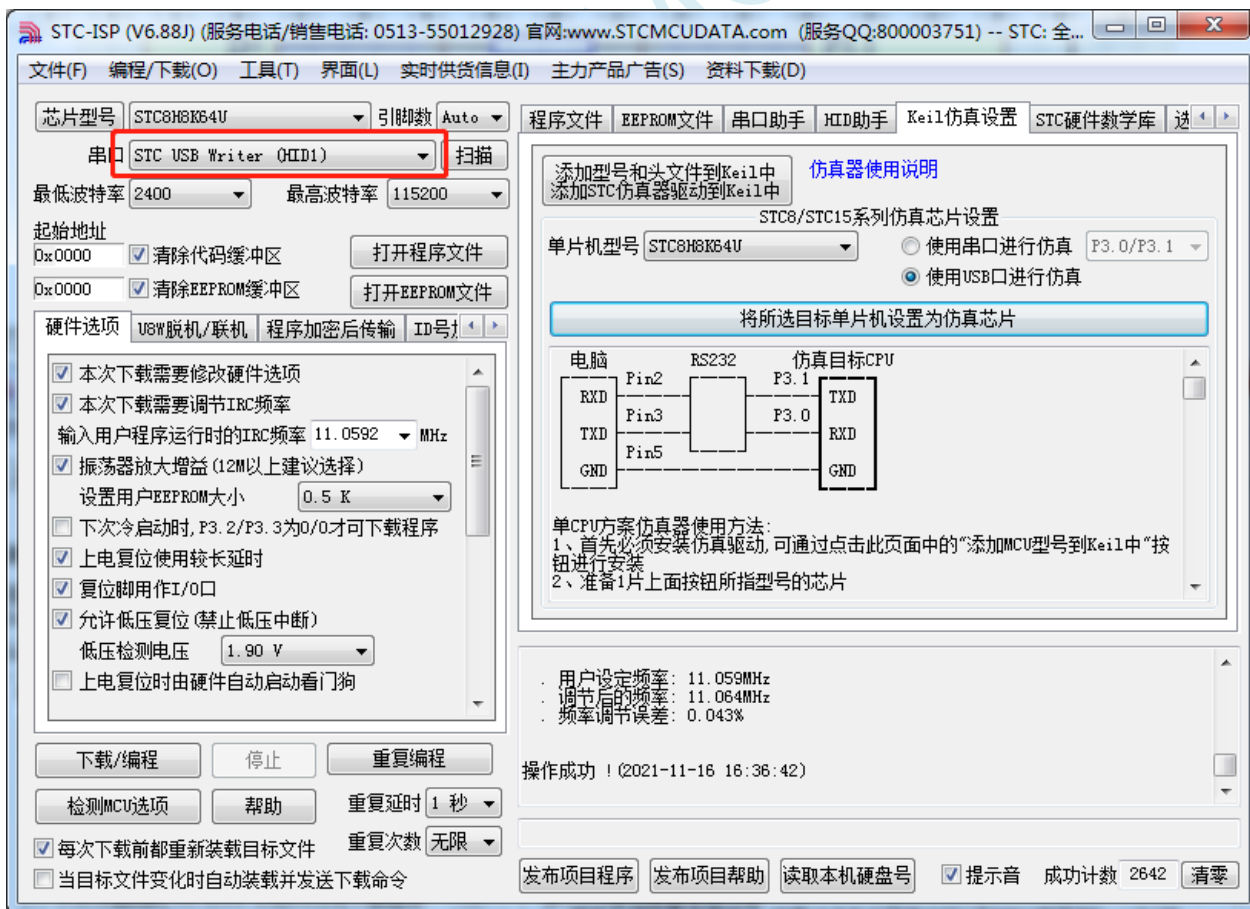 STC-ISP (V6.88J) (服务电话/销售电话: 0513-55012928) 官网:www.STCMCUDATA.com (服务QQ:800003751) -- STC: 全...
文件(F) 编程/下载(O) 工具(T) 界面(L) 实时供货信息(I) 主力产品广告(S) 资料下载(D)
芯片型号 STC8H8K64U 引脚数 Auto
串口 STC USB Writer (HID1) 扫描
最低波特率 2400 最高波特率 115200
起始地址
0x0000 清除代码缓冲区 打开程序文件
0x0000 清除EEPROM缓冲区 打开EEPROM文件
硬件选项 U8W脱机/联机 程序加密后传输 ID号
本次下载需要修改硬件选项
本次下载需要调节IRC频率
输入用户程序运行时的IRC频率 11.0592 MHz
振荡器放大增益(12M以上建议选择)
设置用户EEPROM大小 0.5 K
下次冷启动时,P3.2/P3.3为0/0才可下载程序
上电复位使用较长延时
复位脚用作I/O口
允许低压复位(禁止低压中断)
低压检测电压 1.90 V
上电复位时由硬件自动启动看门狗
下载/编程 停止 重复编程
检测MCU选项 帮助 重复延时 1 秒
每次下载前都重新装载目标文件 重复次数 无限
当目标文件变化时自动装载并发送下载命令
程序文件 EEPROM文件 串口助手 HID助手 Keil仿真设置 STC硬件数学库 选
添加型号和头文件到Keil中
添加STC仿真器驱动到Keil中
仿真器使用说明
STC8/STC15系列仿真芯片设置
单片机型号 STC8H8K64U 使用串口进行仿真 P3.0/P3.1
使用USB口进行仿真
将所选目标单片机设置为仿真芯片
电脑 RS232 仿真目标CPU
Pin2 P3.1
RXD TXD
Pin3 P3.0
TXD RXD
Pin5
GND GND
单CPU方案仿真器使用方法:
1、首先必须安装仿真驱动,可通过点击此页面中的"添加MCU型号到Keil中"按
钮进行安装
2、准备1片上面按钮所指型号的芯片
. 用户设定频率: 11.059MHz
. 调节后的频率: 11.064MHz
. 频率调节误差: 0.043%
操作成功 !(2021-11-16 16:36:42)
发布项目程序 发布项目帮助 读取本机硬盘号 提示音 成功计数 2642 清零